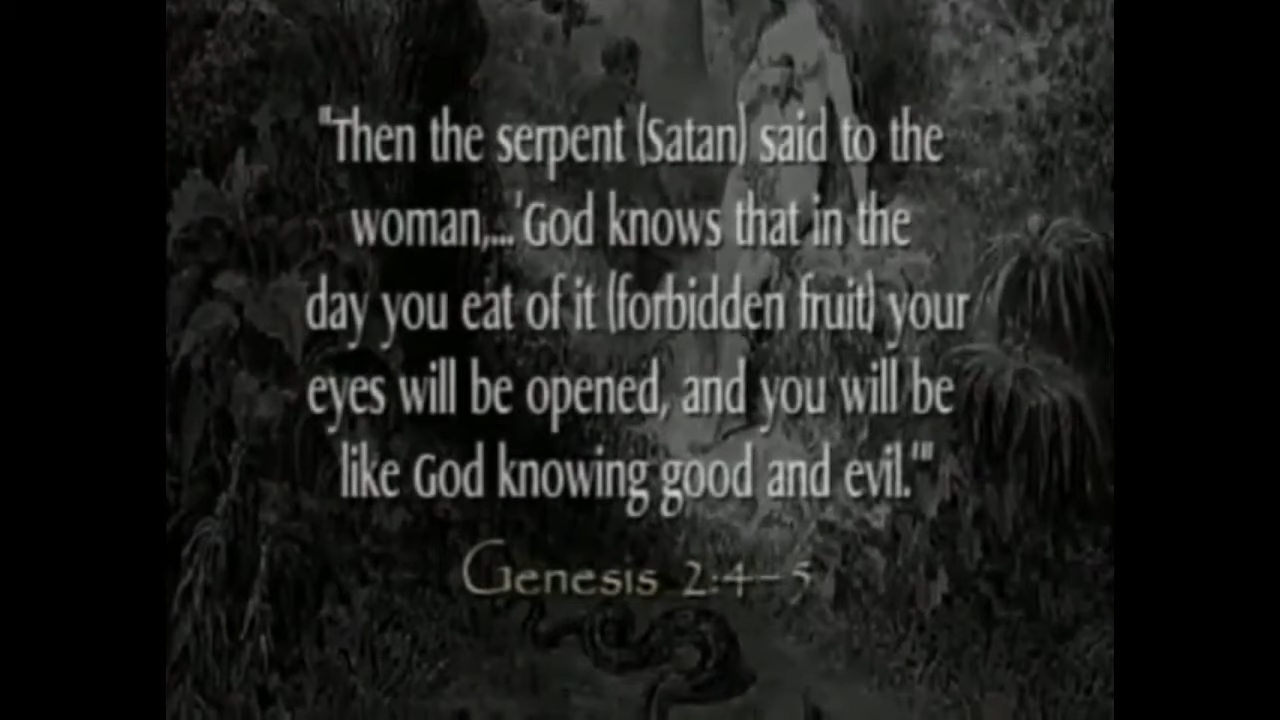 "Then the serpent (Satan) said to the
woman,...'God knows that in the
day you eat of it (forbidden fruit) your
eyes will be opened, and you will be
like God knowing good and evil.'"
Genesis 2:4-5